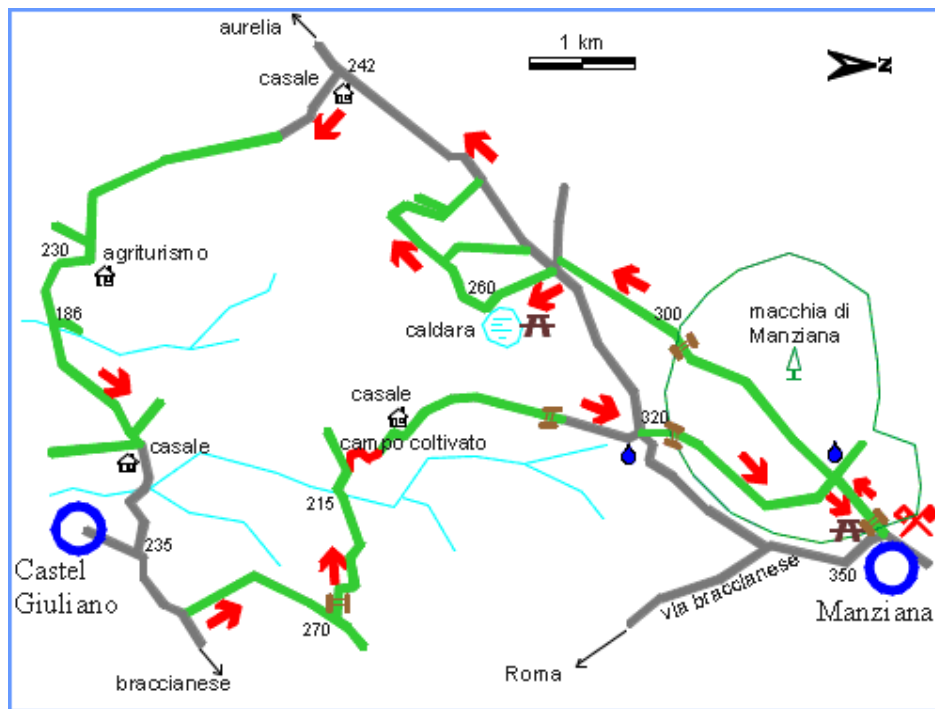 aurelia
1 km
242
casale
N
230
agriturismo
186
260
300
macchia di
Manziana
caldara
casale
320
campo coltivato
casale
215
235
Castel
Giuliano
270
350
via braccianese
Manziana
Roma
braccianese